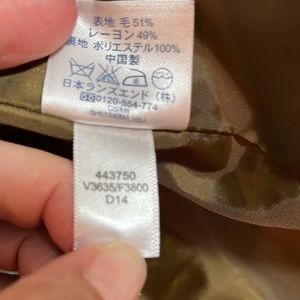 表地 毛51%
レーヨン 49%
裏地 ポリエステル100%
中国製
日本ランズエンド（株）
0120-554-774
443750
V3635/F3800
D14